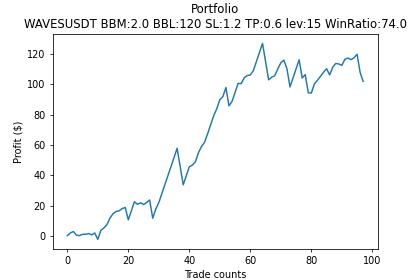 Portfolio
WAVESUSDT BBM:2.0 BBL:120 SL:1.2 TP:0.6 lev:15 WinRatio:74.0
120
100
80
60
40
20
0
Profit ($)
0 20 40 60 80 100
Trade counts